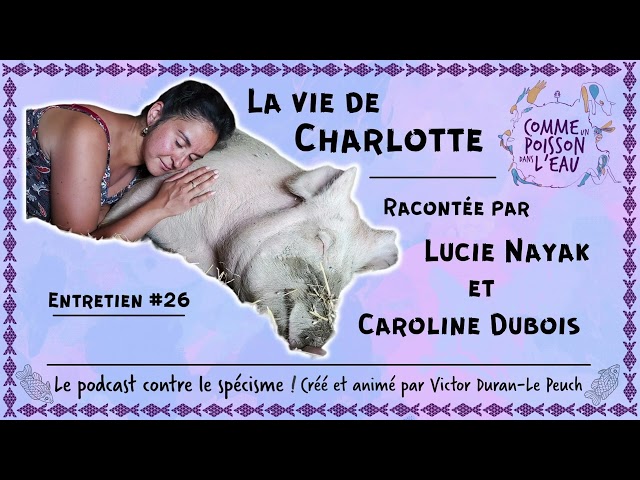 LA VIE DE
CHARLOTTE
COMME UN
POISSON
DANS L'EAU
RACONTÉE PAR
LUCIE NAYAK
ET
CAROLINE DUBOIS
ENTRETIEN #26
Le podcast contre le spécisme ! Créé et animé par Victor Duran-Le Peuch